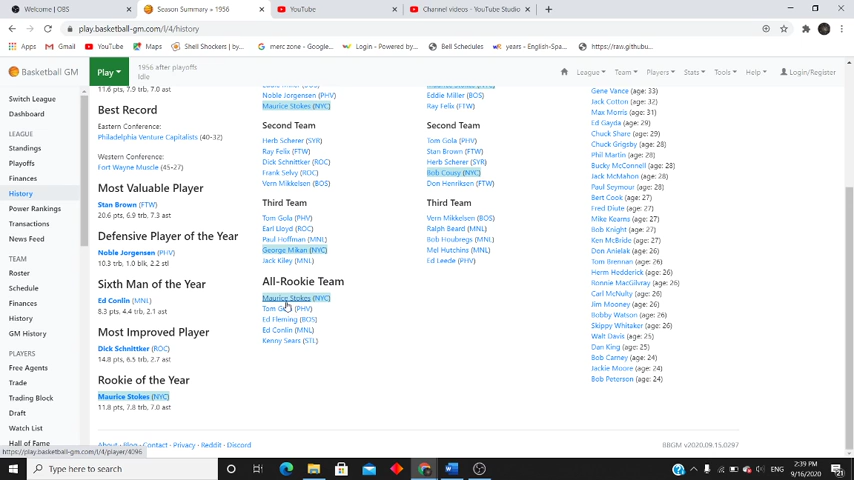 Welcome | OBS
Season Summary » 1956
YouTube
Channel videos - YouTube Studio
play.basketball-gm.com/l/4/history
Apps
Gmail
YouTube
Maps
Shell Shockers | by...
merc zone - Google...
Login - Powered by...
Bell Schedules
years - English-Spa...
https://raw.githubu...
Basketball GM
Play
1956 after playoffs
Idle
League
Team
Players
Stats
Tools
Help
Login/Register
Switch League
Dashboard
LEAGUE
Standings
Playoffs
Finances
History
Power Rankings
Transactions
News Feed
TEAM
Roster
Schedule
Finances
History
GM History
PLAYERS
Free Agents
Trade
Trading Block
Draft
Watch List
Hall of Fame
11.6 pts, 7.9 trb, 7.1 ast
Best Record
Eastern Conference:
Philadelphia Venture Capitalists (40-32)
Western Conference:
Fort Wayne Muscle (45-27)
Most Valuable Player
Stan Brown (FTW)
20.6 pts, 6.9 trb, 7.3 ast
Defensive Player of the Year
Noble Jorgensen (PHV)
10.3 trb, 1.0 blk, 2.2 stl
Sixth Man of the Year
Ed Conlin (MNL)
8.3 pts, 4.4 trb, 2.1 ast
Most Improved Player
Dick Schnittker (ROC)
14.8 pts, 6.5 trb, 2.7 ast
Rookie of the Year
Maurice Stokes (NYC)
11.8 pts, 7.8 trb, 7.0 ast
Noble Jorgensen (PHV)
Maurice Stokes (NYC)
Second Team
Herb Scherer (SYR)
Ray Felix (FTW)
Dick Schnittker (ROC)
Frank Selvy (ROC)
Vern Mikkelsen (BOS)
Third Team
Tom Gola (PHV)
Earl Lloyd (ROC)
Paul Hoffman (MNL)
George Mikan (NYC)
Jack Kiley (MNL)
All-Rookie Team
Maurice Stokes (NYC)
Tom Gola (PHV)
Ed Fleming (BOS)
Ed Conlin (MNL)
Kenny Sears (STL)
Eddie Miller (BOS)
Ray Felix (FTW)
Second Team
Tom Gola (PHV)
Stan Brown (FTW)
Herb Scherer (SYR)
Bob Cousy (NYC)
Don Henriksen (FTW)
Third Team
Vern Mikkelsen (BOS)
Ralph Beard (MNL)
Bob Houbregs (MNL)
Mel Hutchins (MNL)
Ed Leede (PHV)
Gene Vance (age: 33)
Jack Cotton (age: 32)
Max Morris (age: 31)
Ed Gayda (age: 29)
Chuck Share (age: 29)
Chuck Grigsby (age: 28)
Phil Martin (age: 28)
Bucky McConnell (age: 28)
Jack McMahon (age: 28)
Paul Seymour (age: 28)
Bert Cook (age: 27)
Fred Diute (age: 27)
Mike Kearns (age: 27)
Bob Knight (age: 27)
Ken McBride (age: 27)
Don Anielak (age: 26)
Tom Brennan (age: 26)
Herm Hedderick (age: 26)
Ronnie MacGilvray (age: 26)
Carl McNulty (age: 26)
Jim Mooney (age: 26)
Bobby Watson (age: 26)
Skippy Whitaker (age: 26)
Walt Davis (age: 25)
Dan King (age: 25)
Bob Carney (age: 24)
Jackie Moore (age: 24)
Bob Peterson (age: 24)
About · Blog · Contact · Privacy · Reddit · Discord
BBGM v2020.09.15.0297
https://play.basketball-gm.com/l/4/player/4096
Type here to search
2:39 PM
9/16/2020
21